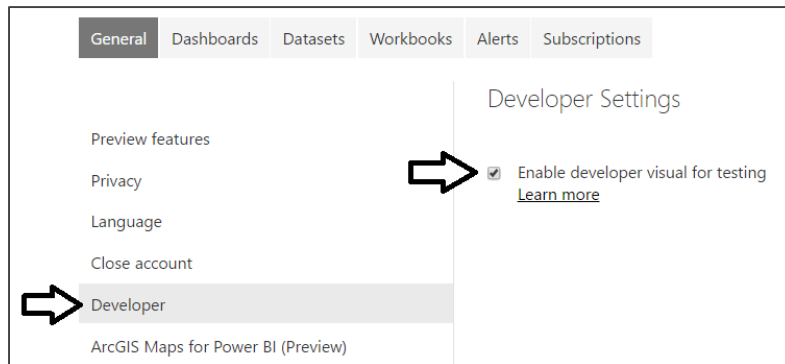 General Dashboards Datasets Workbooks Alerts Subscriptions
Developer Settings
Preview features
Privacy
Language
Close account
Developer
ArcGIS Maps for Power BI (Preview)
Enable developer visual for testing
Learn more